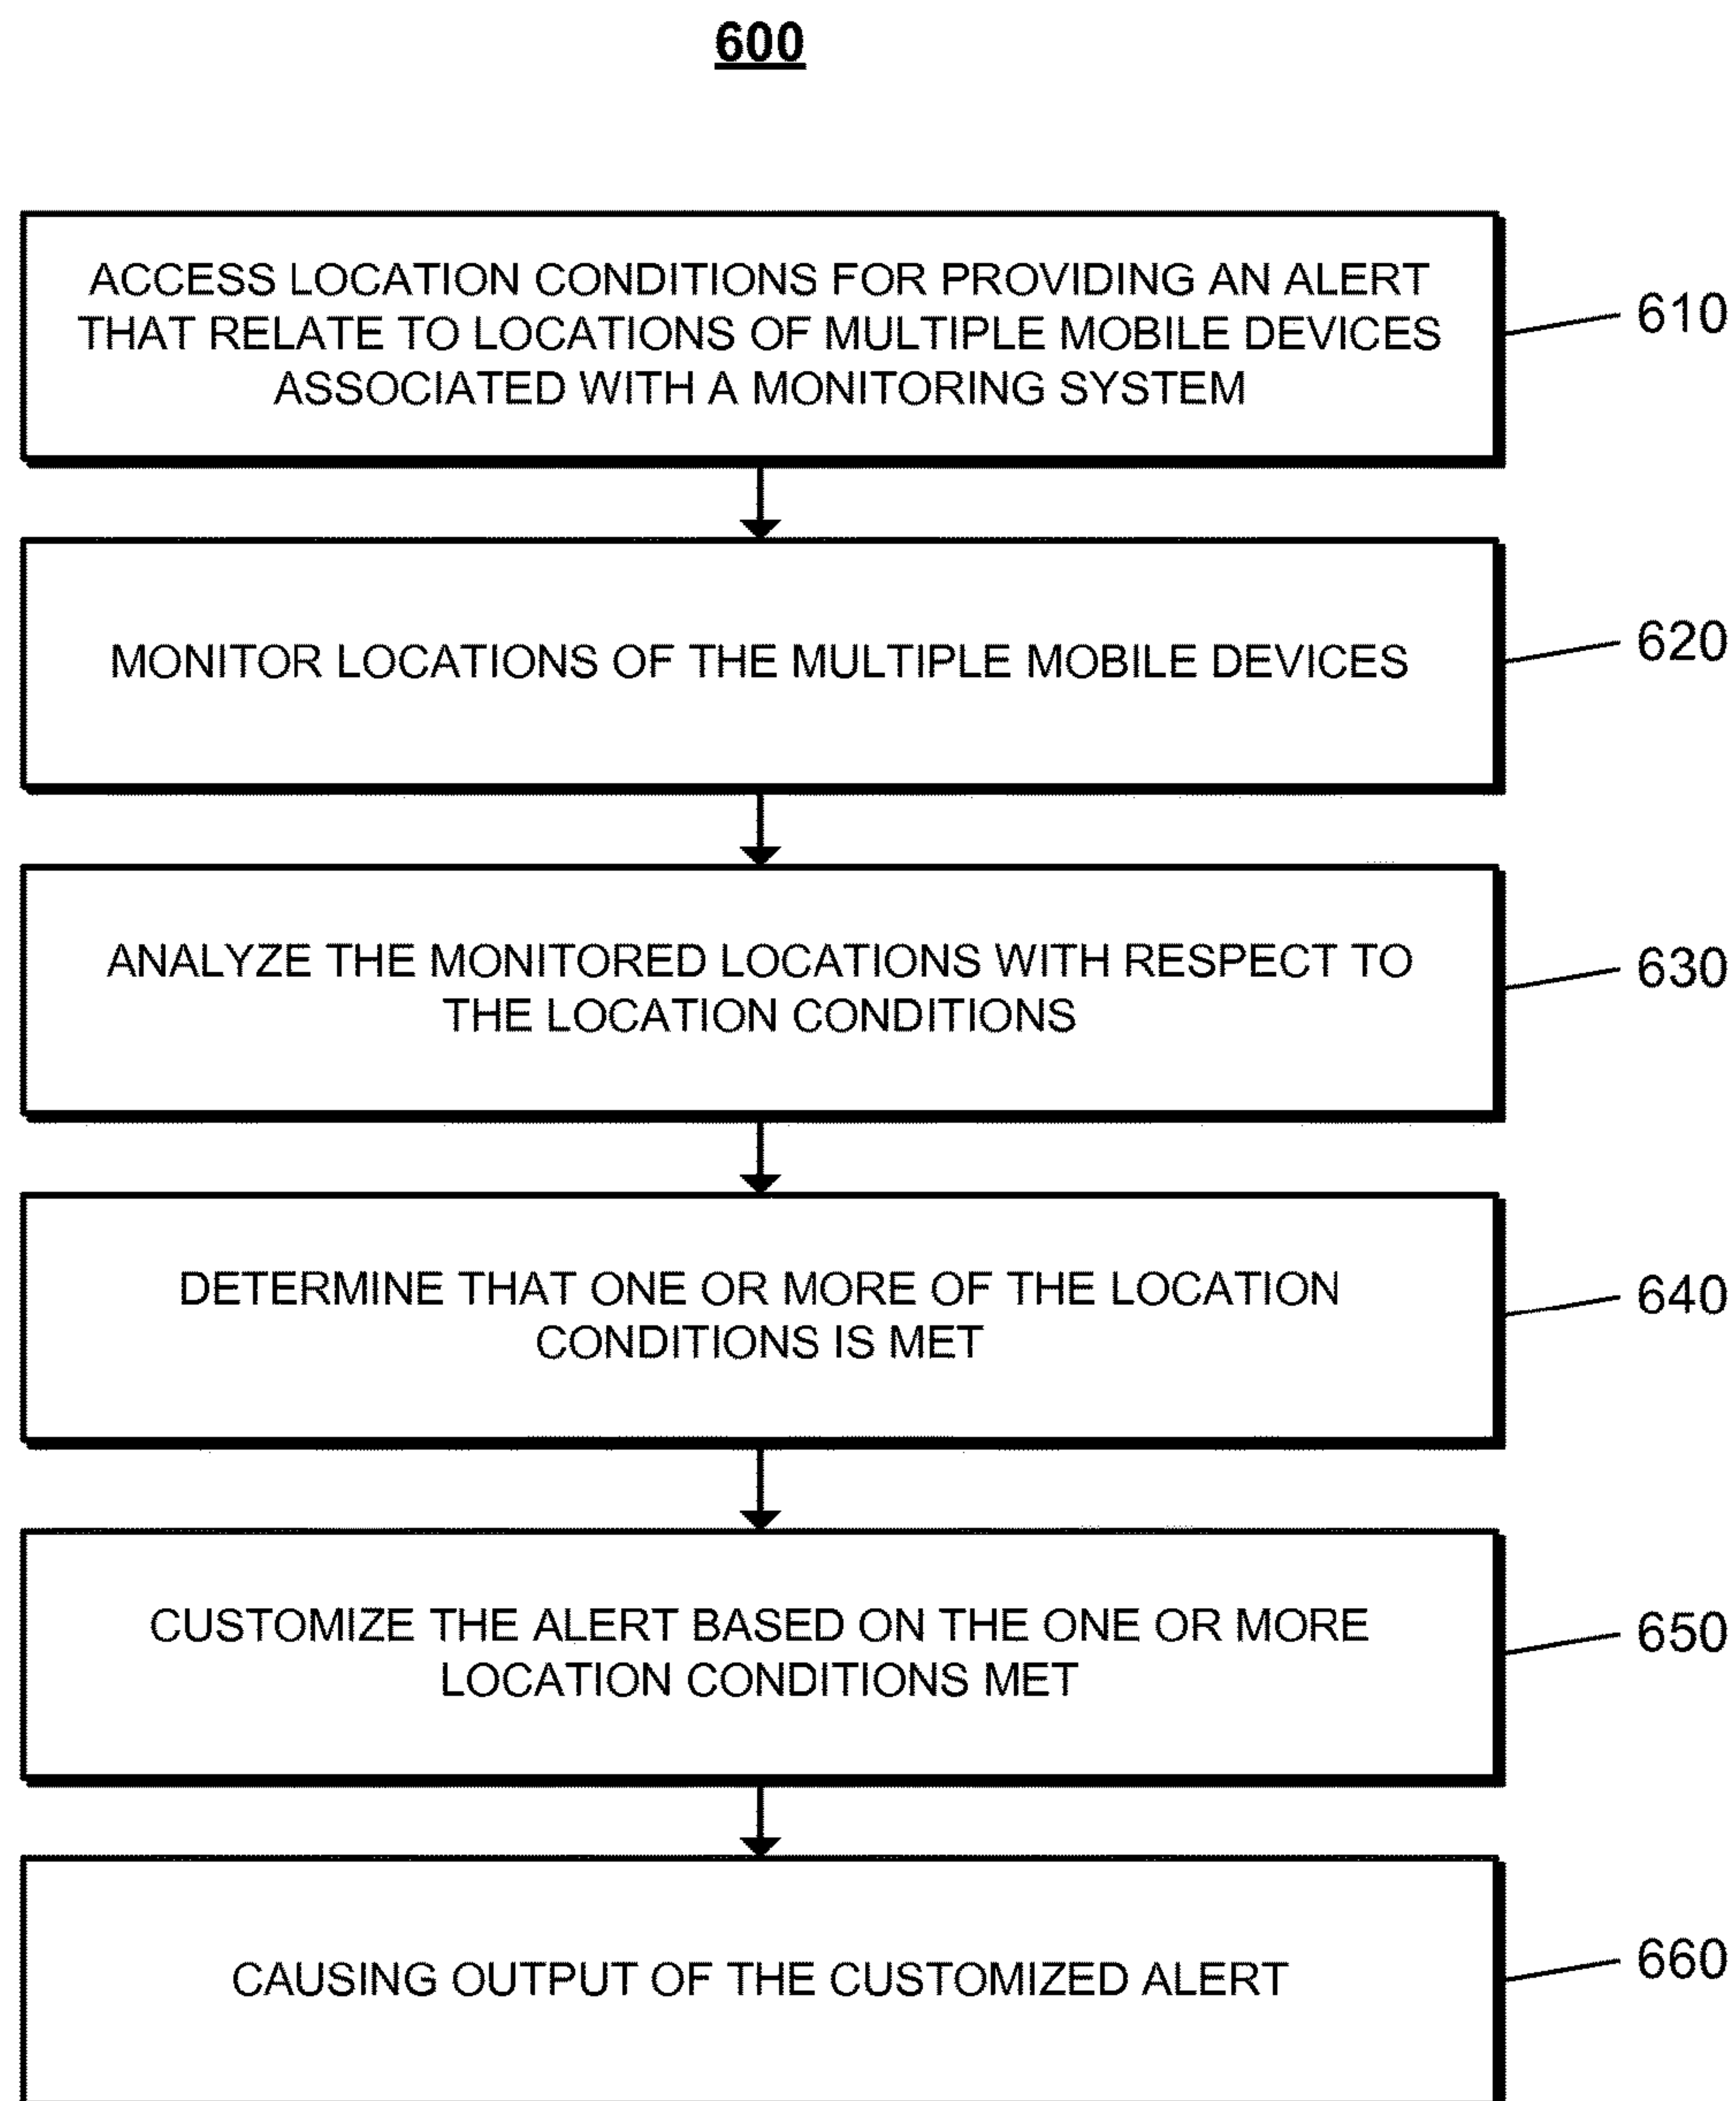 600
ACCESS LOCATION CONDITIONS FOR PROVIDING AN ALERT
THAT RELATE TO LOCATIONS OF MULTIPLE MOBILE DEVICES
ASSOCIATED WITH A MONITORING SYSTEM
610
MONITOR LOCATIONS OF THE MULTIPLE MOBILE DEVICES
620
ANALYZE THE MONITORED LOCATIONS WITH RESPECT TO
THE LOCATION CONDITIONS
630
DETERMINE THAT ONE OR MORE OF THE LOCATION
CONDITIONS IS MET
640
CUSTOMIZE THE ALERT BASED ON THE ONE OR MORE
LOCATION CONDITIONS MET
650
CAUSING OUTPUT OF THE CUSTOMIZED ALERT
660